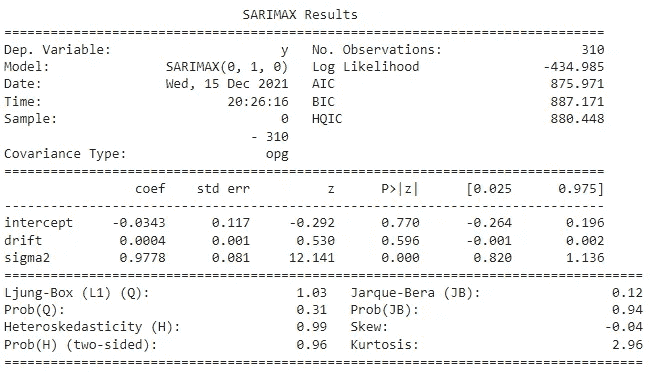 SARIMAX Results
==============================================================================
Dep. Variable:                      y   No. Observations:                  310
Model:               SARIMAX(0, 1, 0)   Log Likelihood                -434.985
Date:                Wed, 15 Dec 2021   AIC                            875.971
Time:                        20:26:16   BIC                            887.171
Sample:                             0   HQIC                           880.448
                                - 310
Covariance Type:                  opg
==============================================================================
                 coef    std err          z      P>|z|      [0.025      0.975]
------------------------------------------------------------------------------
intercept     -0.0343      0.117     -0.292      0.770      -0.264       0.196
drift          0.0004      0.001      0.530      0.596      -0.001       0.002
sigma2         0.9778      0.081     12.141      0.000       0.820       1.136
===================================================================================
Ljung-Box (L1) (Q):                   1.03   Jarque-Bera (JB):                 0.12
Prob(Q):                              0.31   Prob(JB):                         0.94
Heteroskedasticity (H):               0.99   Skew:                            -0.04
Prob(H) (two-sided):                  0.96   Kurtosis:                         2.96
===================================================================================